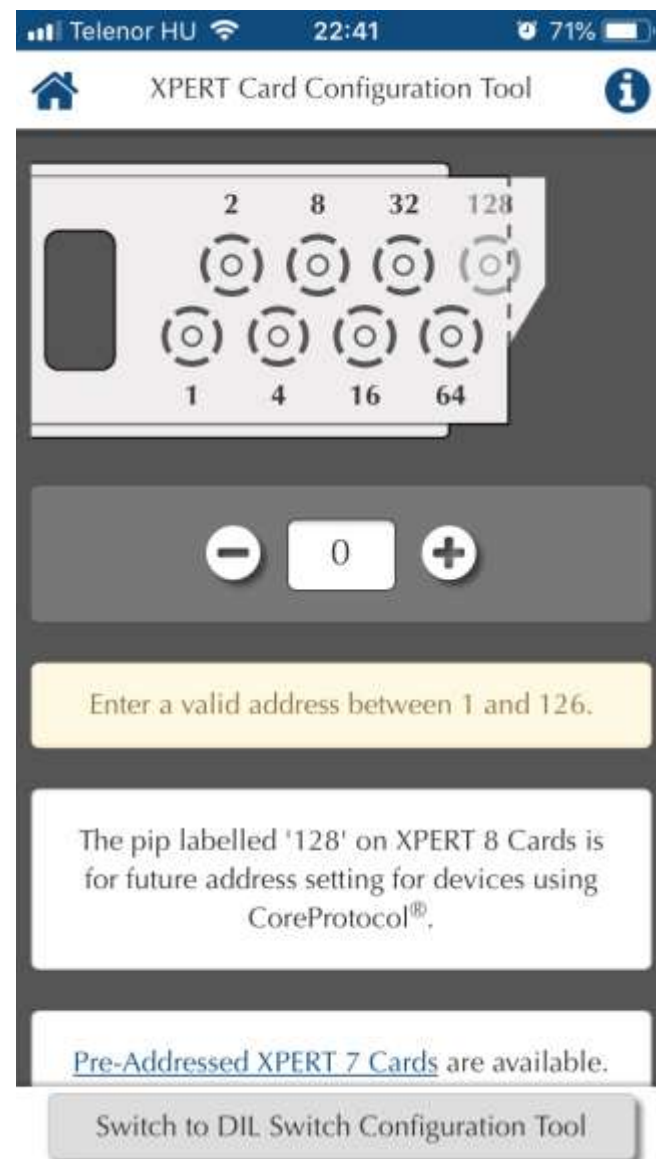 Telenor HU 22:41 71%
XPERT Card Configuration Tool
2 8 32 128
1 4 16 64
0
Enter a valid address between 1 and 126.
The pip labelled '128' on XPERT 8 Cards is
for future address setting for devices using
CoreProtocol®.
Pre-Addressed XPERT 7 Cards are available.
Switch to DIL Switch Configuration Tool